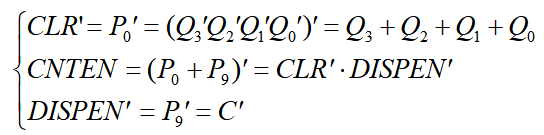 CLR' = P₀' = (Q₃'Q₂'Q₁'Q₀')' = Q₃ + Q₂ + Q₁ + Q₀
CNTEN = (P₀ + P₉)' = CLR' · DISPEN'
DISPEN' = P₉' = C'